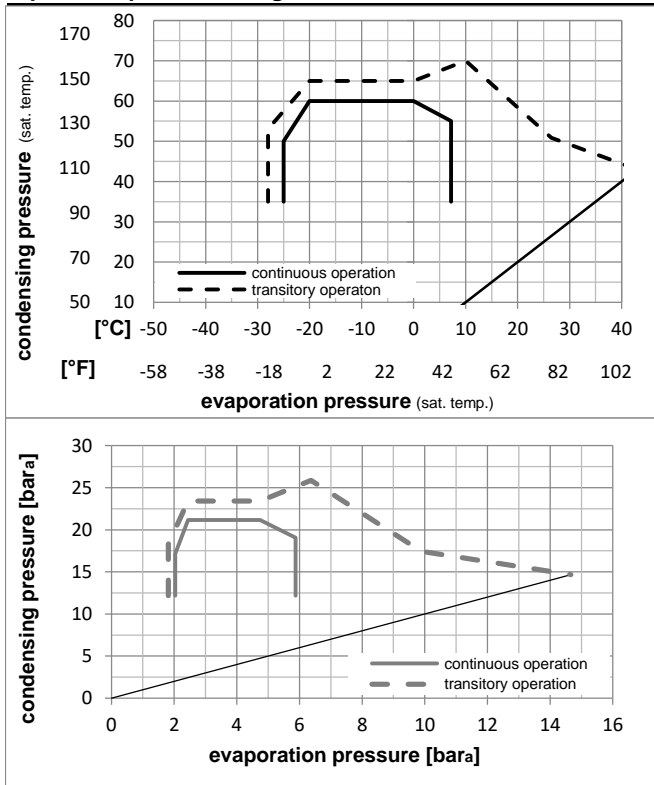 condensing pressure (sat. temp.)
170 80
150 70
130 60
110 50
90 40
70 30
50 20
10
continuous operation
transitory operaton
[°C] -50 -40 -30 -20 -10 0 10 20 30 40
[°F] -58 -38 -18 2 22 42 62 82 102
evaporation pressure (sat. temp.)
condensing pressure [bara]
30
25
20
15
10
5
0
continuous operation
transitory operation
0 2 4 6 8 10 12 14 16
evaporation pressure [bara]